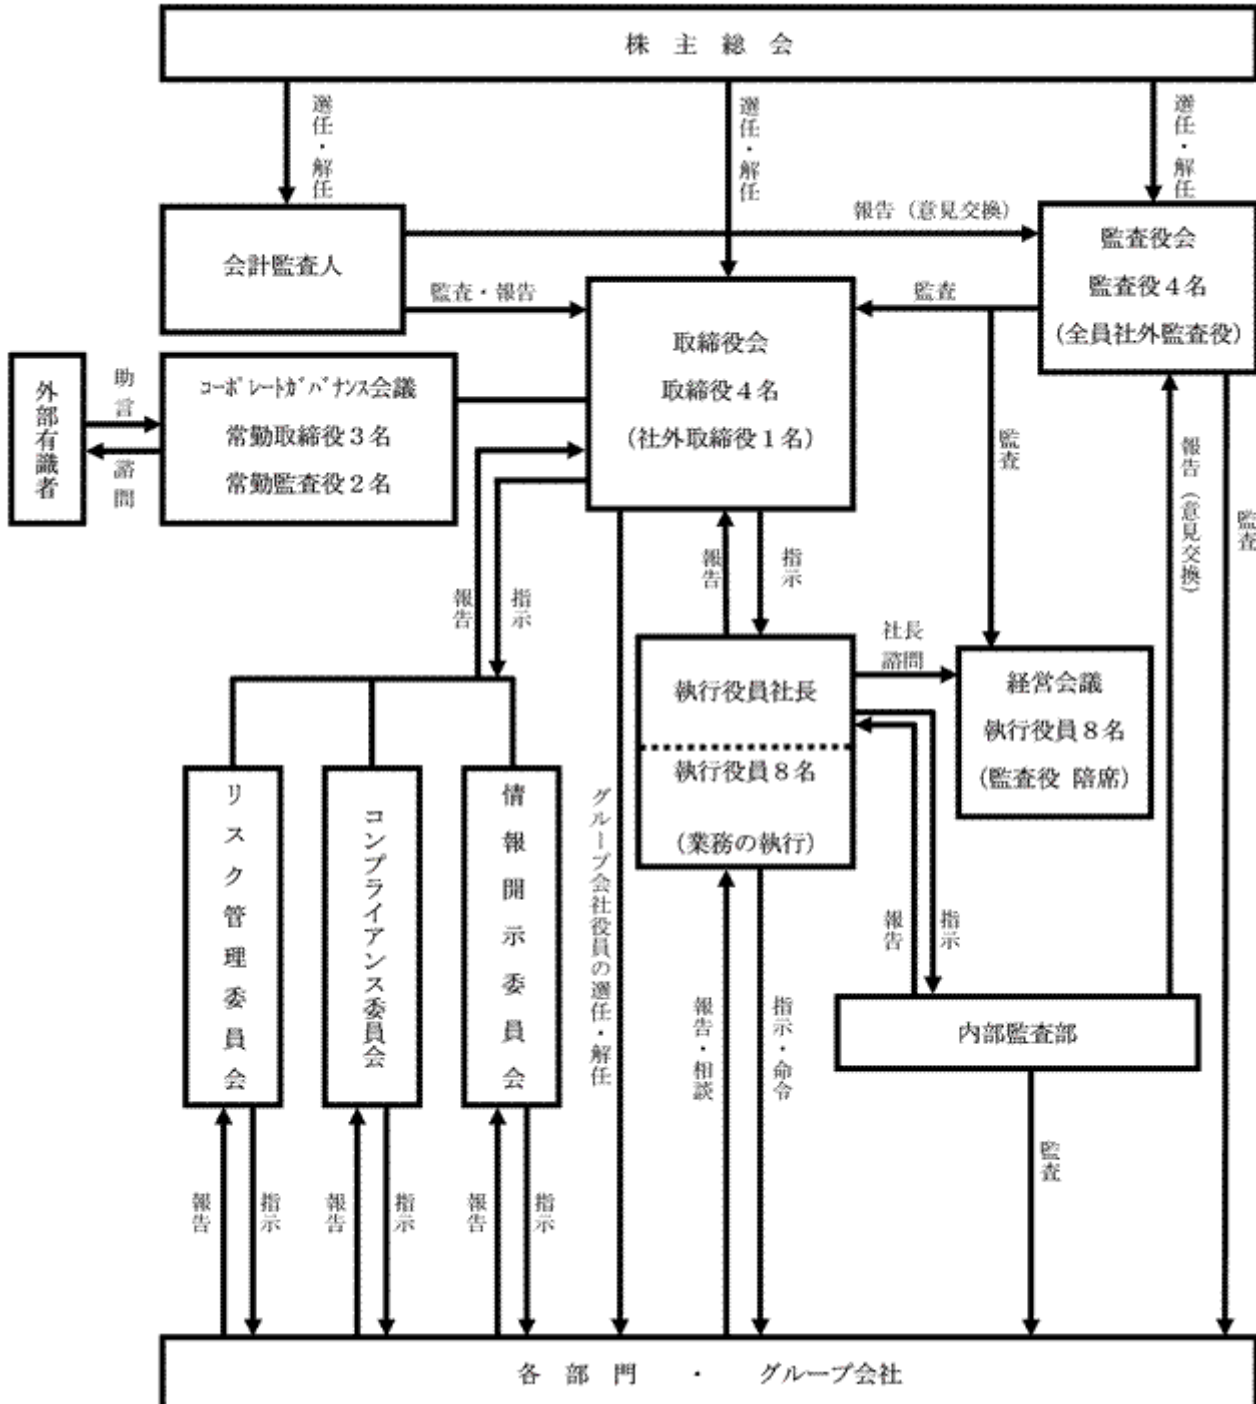 株 主 総 会
選任・解任
選任・解任
選任・解任
会計監査人
報告（意見交換）
監査役会
監査役４名
(全員社外監査役)
監査・報告
監査
取締役会
取締役４名
(社外取締役１名)
外部有識者
助言
諮問
ｺｰﾎﾟﾚｰﾄｶﾞﾊﾞﾅﾝｽ会議
常勤取締役３名
常勤監査役２名
監査
報告（意見交換）
監査
報告
指示
報告
指示
執行役員社長
執行役員８名
(業務の執行)
社長
諮問
経営会議
執行役員８名
(監査役 陪席)
リスク管理委員会
コンプライアンス委員会
情報開示委員会
グループ会社役員の選任・解任
報告
指示
内部監査部
報告・相談
指示・命令
監査
報告
指示
報告
指示
報告
指示
各 部 門 ・ グループ会社